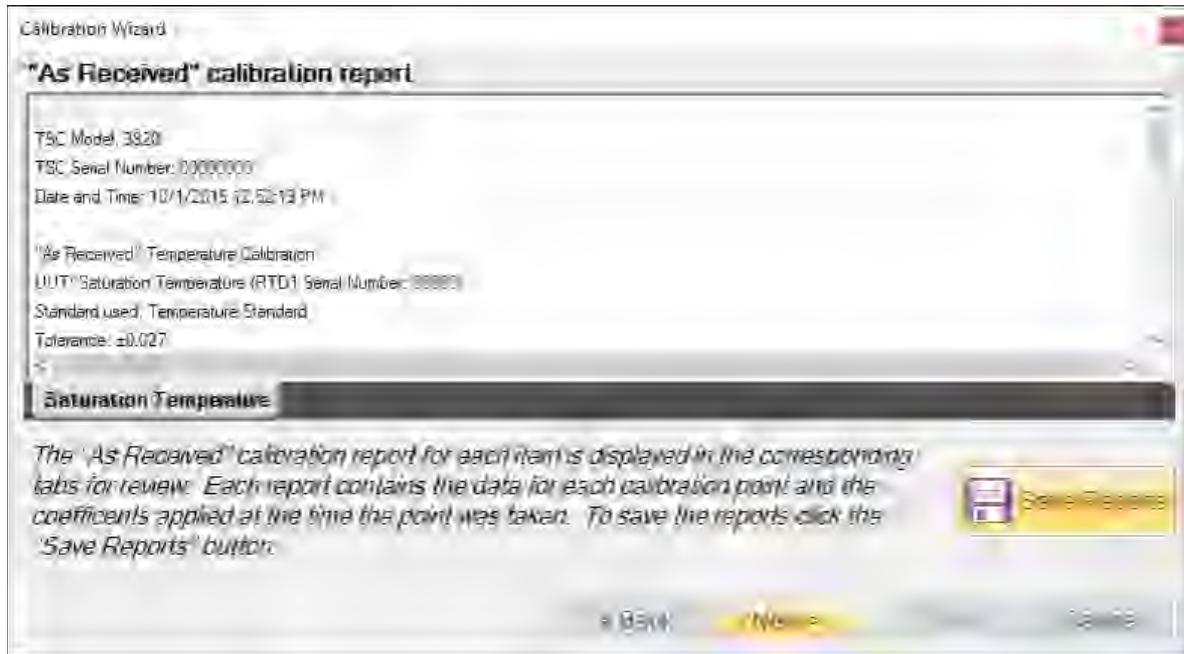 Calibration Wizard
"As Received" calibration report
TSC Model: 3820
TSC Serial Number: 00000000
Date and Time: 10/1/2015 12:52:13 PM
"As Received" Temperature Calibration
UUT: Saturation Temperature (RTD1 Serial Number:
Standard used: Temperature Standard
Tolerance: ±0.027
Saturation Temperature
The "As Received" calibration report for each item is displayed in the corresponding
tabs for review. Each report contains the data for each calibration point and the
coefficents applied at the time the point was taken. To save the reports click the
"Save Reports" button.
Save Reports
< Back